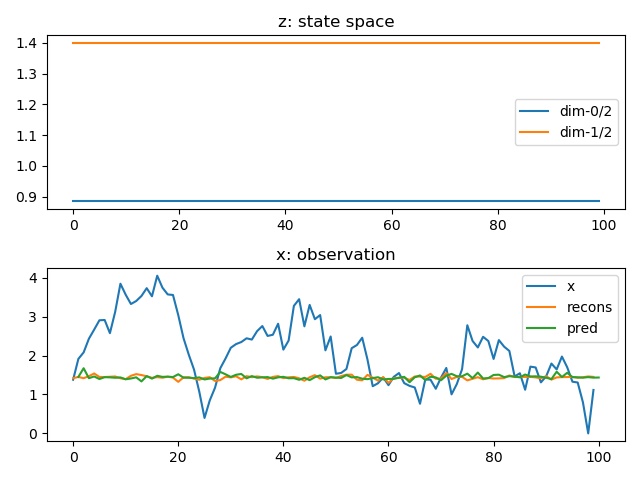 z: state space
1.4
1.3
1.2
1.1
1.0
0.9
dim-0/2
dim-1/2
0 20 40 60 80 100
x: observation
4
3
2
1
0
x
recons
pred
0 20 40 60 80 100